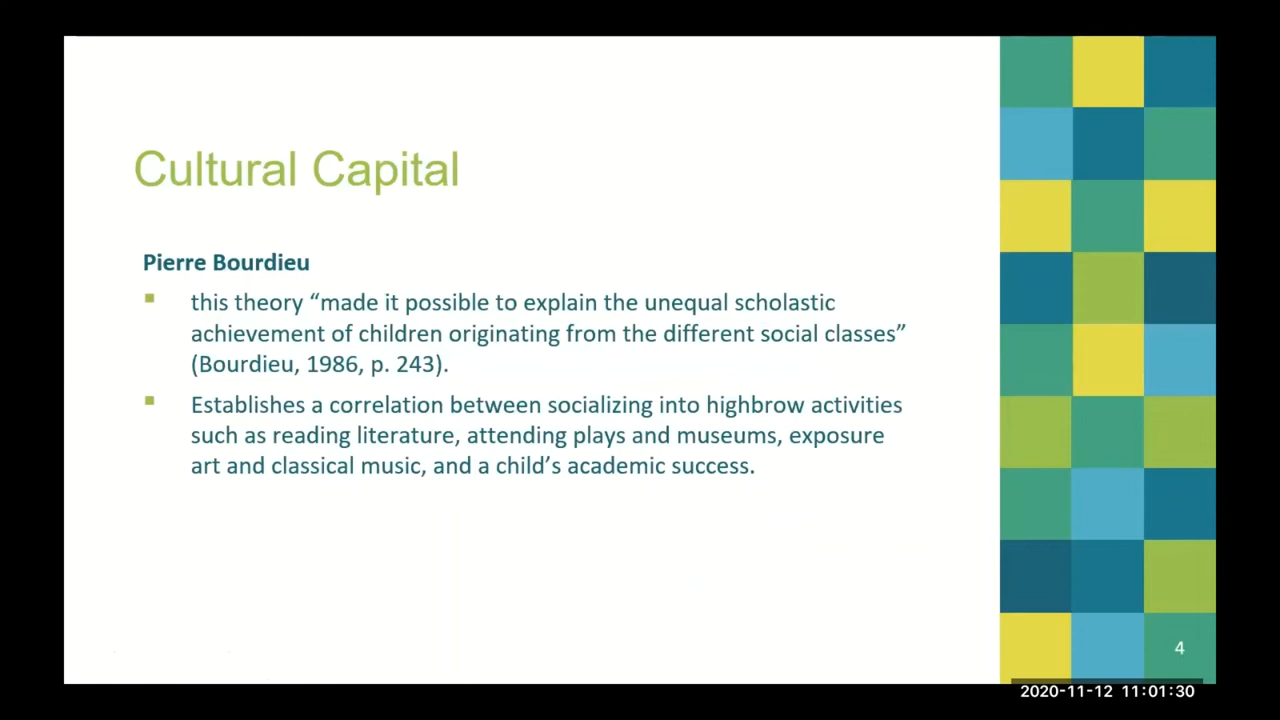 Cultural Capital
Pierre Bourdieu
this theory “made it possible to explain the unequal scholastic
achievement of children originating from the different social classes”
(Bourdieu, 1986, p. 243).
Establishes a correlation between socializing into highbrow activities
such as reading literature, attending plays and museums, exposure
art and classical music, and a child’s academic success.
4
2020-11-12 11:01:30